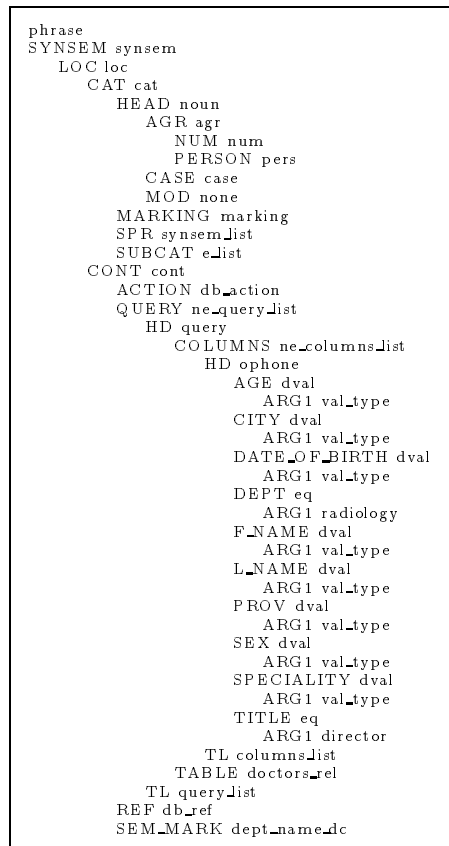 phrase
SYNSEM synsem
LOC loc
CAT cat
HEAD noun
AGR agr
NUM num
PERSON pers
CASE case
MOD none
MARKING marking
SPR synsem_list
SUBCAT e_list
CONT cont
ACTION db_action
QUERY ne_query_list
HD query
COLUMNS ne_columns_list
HD ophone
AGE dval
ARG1 val_type
CITY dval
ARG1 val_type
DATE_OF_BIRTH dval
ARG1 val_type
DEPT eq
ARG1 radiology
F_NAME dval
ARG1 val_type
L_NAME dval
ARG1 val_type
PROV dval
ARG1 val_type
SEX dval
ARG1 val_type
SPECIALITY dval
ARG1 val_type
TITLE eq
ARG1 director
TL columns_list
TABLE doctors_rel
TL query_list
REF db_ref
SEM_MARK dept_name_dc